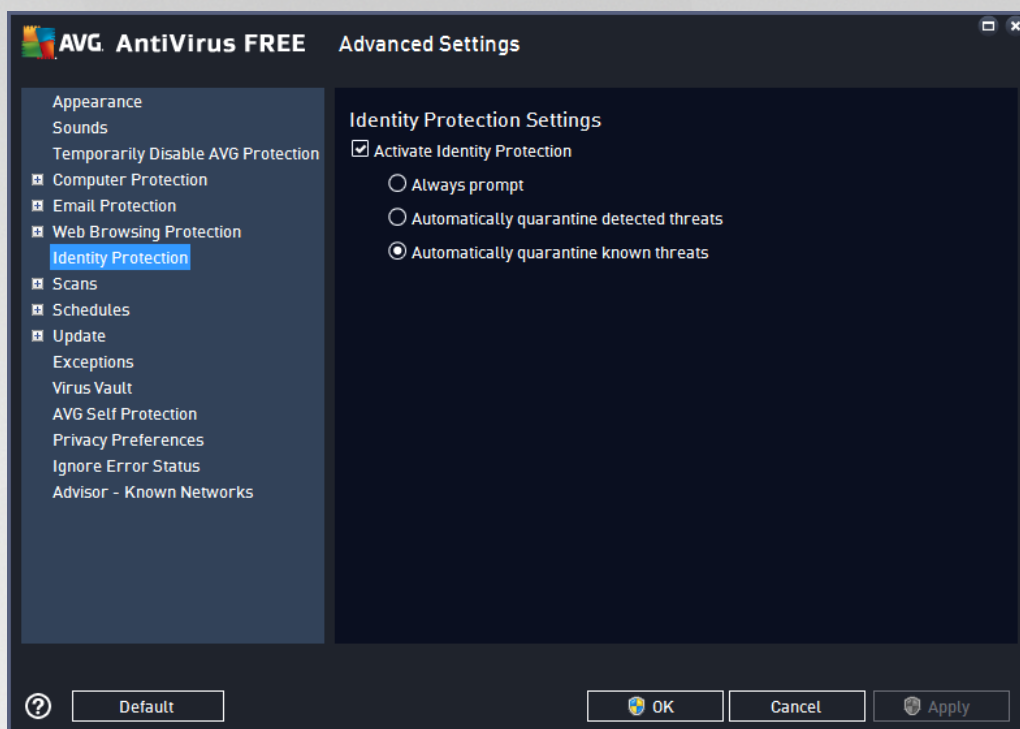 AVG. AntiVirus FREE
Advanced Settings
Appearance
Sounds
Temporarily Disable AVG Protection
Computer Protection
Email Protection
Web Browsing Protection
Identity Protection
Scans
Schedules
Update
Exceptions
Virus Vault
AVG Self Protection
Privacy Preferences
Ignore Error Status
Advisor - Known Networks
Identity Protection Settings
Activate Identity Protection
Always prompt
Automatically quarantine detected threats
Automatically quarantine known threats
?
Default
OK
Cancel
Apply